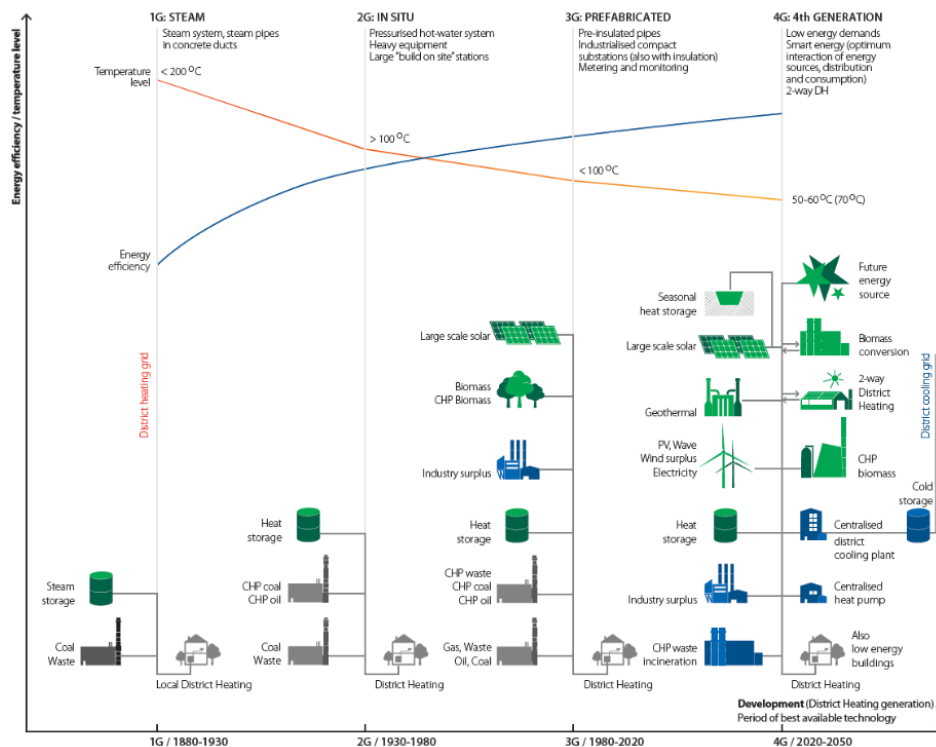 1G: STEAM
Steam system, steam pipes
in concrete ducts
2G: IN SITU
Pressurised hot-water system
Heavy equipment
Large "build on site" stations
3G: PREFABRICATED
Pre-insulated pipes
Industrialised compact
substations (also with insulation)
Metering and monitoring
4G: 4th GENERATION
Low energy demands
Smart energy (optimum
interaction of energy
sources, distribution
and consumption)
2-way DH
Energy efficiency / temperature level
Temperature
level
< 200 °C
> 100 °C
< 100 °C
50-60 °C (70 °C)
Energy
efficiency
District heating grid
Steam
storage
Coal
Waste
Local District Heating
Heat
storage
CHP coal
CHP oil
Coal
Waste
District Heating
Large scale solar
Biomass
CHP Biomass
Industry surplus
Heat
storage
CHP waste
CHP coal
CHP oil
Gas, Waste
Oil, Coal
District Heating
Seasonal
heat storage
Large scale solar
Geothermal
PV, Wave
Wind surplus
Electricity
Heat
storage
Industry surplus
CHP waste
incineration
Future
energy
source
Biomass
conversion
2-way
District
Heating
CHP
biomass
Centralised
district
cooling plant
Centralised
heat pump
Also
low energy
buildings
District Heating
District cooling grid
Cold
storage
Development (District Heating generation) /
Period of best available technology
1G / 1880-1930
2G / 1930-1980
3G / 1980-2020
4G / 2020-2050